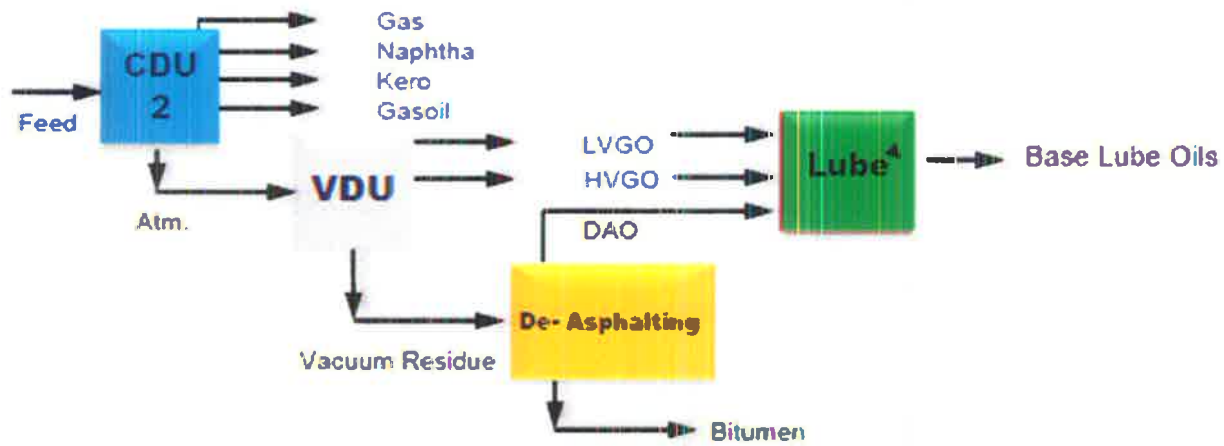 Gas
CDU
2
Naphtha
Kero
Gasoil
Feed
LVGO
HVGO
Lube4
Base Lube Oils
VDU
Atm.
DAO
De- Asphalting
Vacuum Residue
Bitumen